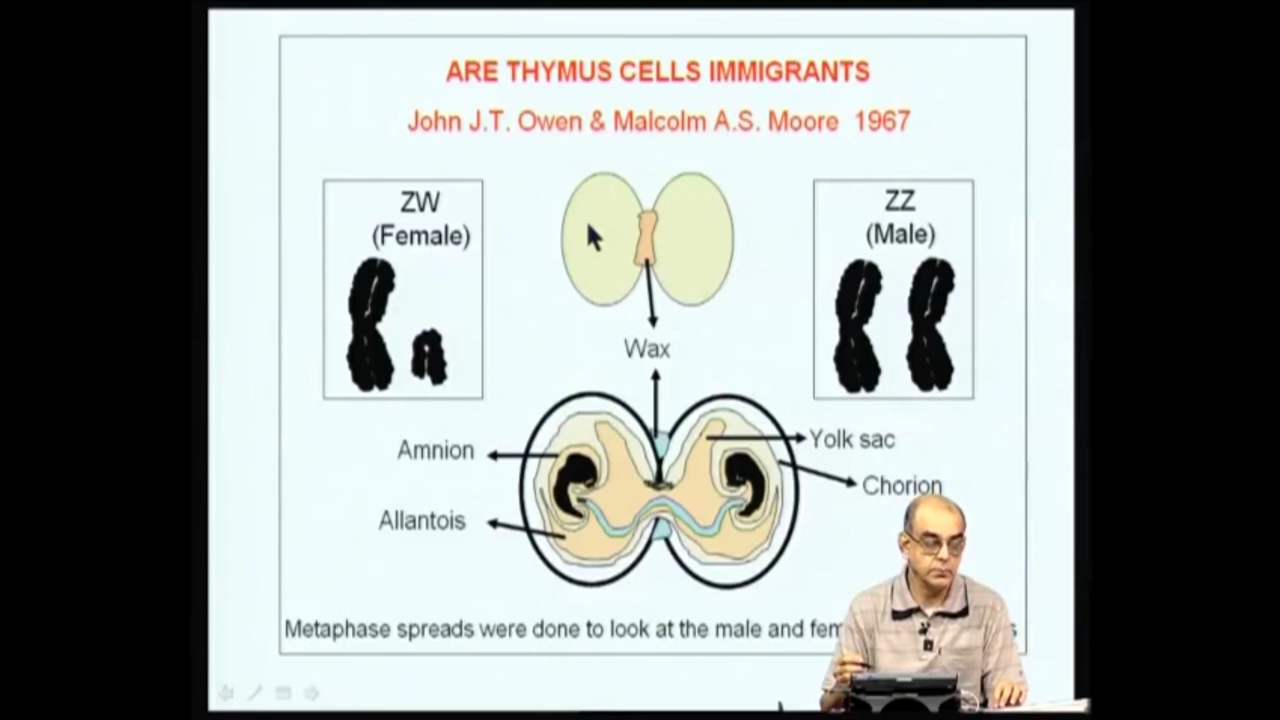 ARE THYMUS CELLS IMMIGRANTS
John J.T. Owen & Malcolm A.S. Moore 1967
ZW
(Female)
ZZ
(Male)
Wax
Amnion
Yolk sac
Chorion
Allantois
Metaphase spreads were done to look at the male and